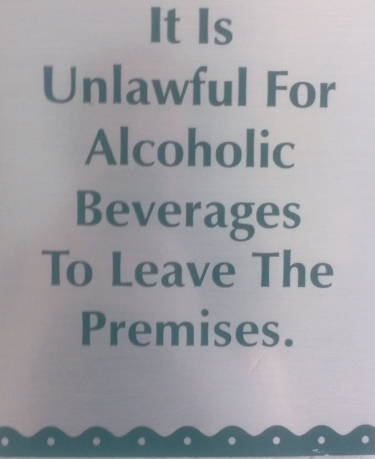 It Is
Unlawful For
Alcoholic
Beverages
To Leave The
Premises.